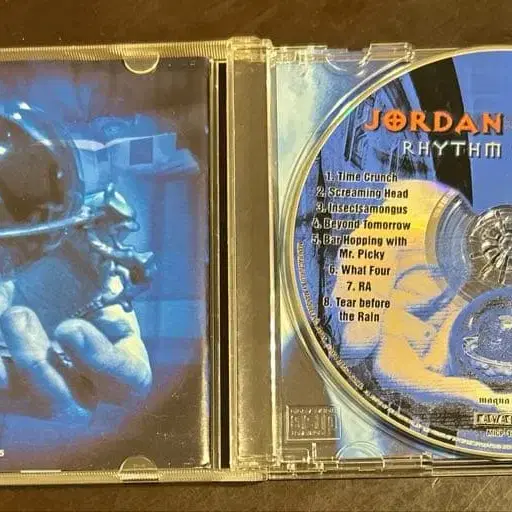 JORDAN
RHYTHM
1. Time Crunch
2. Screaming Head
3. Insectsamongus
4. Beyond Tomorrow
5. Bar Hopping with
Mr. Picky
6. What Four
7. RA
8. Tear before
the Rain
magna